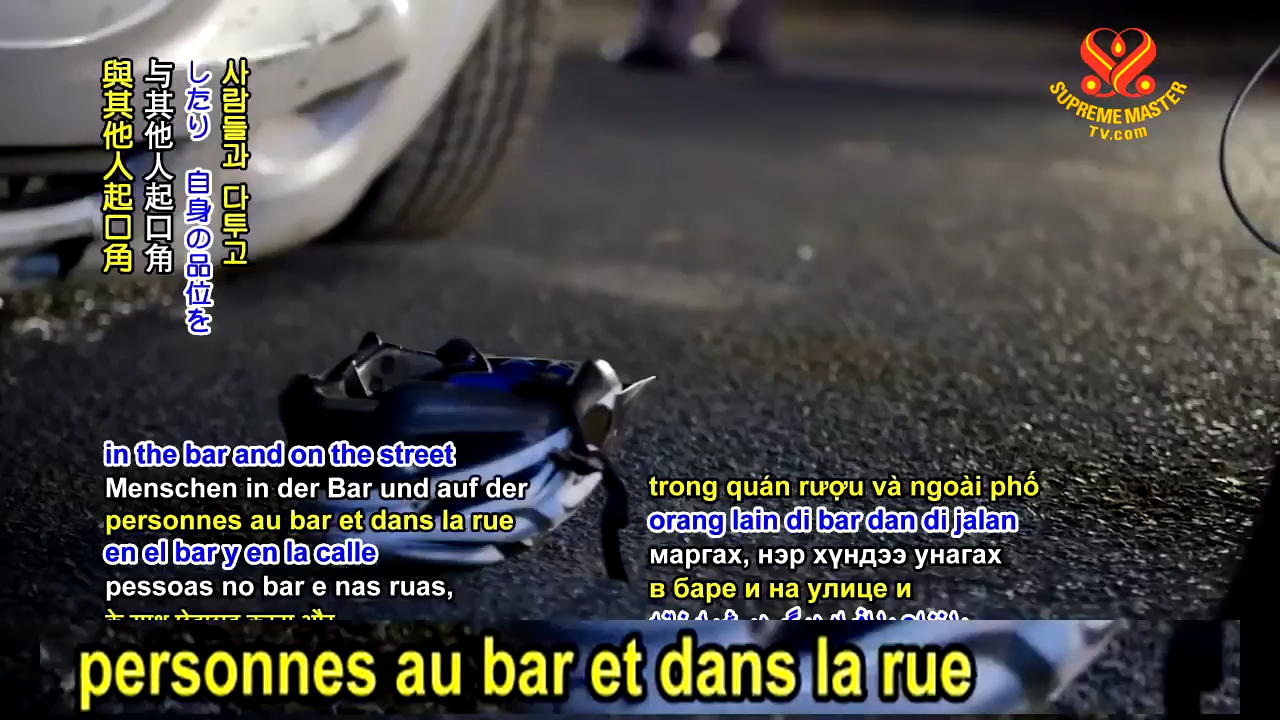 사람들과 다투고
したり 自身の品位を
与其他人起口角
與其他人起口角
SUPREME MASTER
TV.com
in the bar and on the street
Menschen in der Bar und auf der
personnes au bar et dans la rue
en el bar y en la calle
pessoas no bar e nas ruas,
trong quán rượu và ngoài phố
orang lain di bar dan di jalan
маргах, нэр хүндээ унагах
в баре и на улице и
personnes au bar et dans la rue